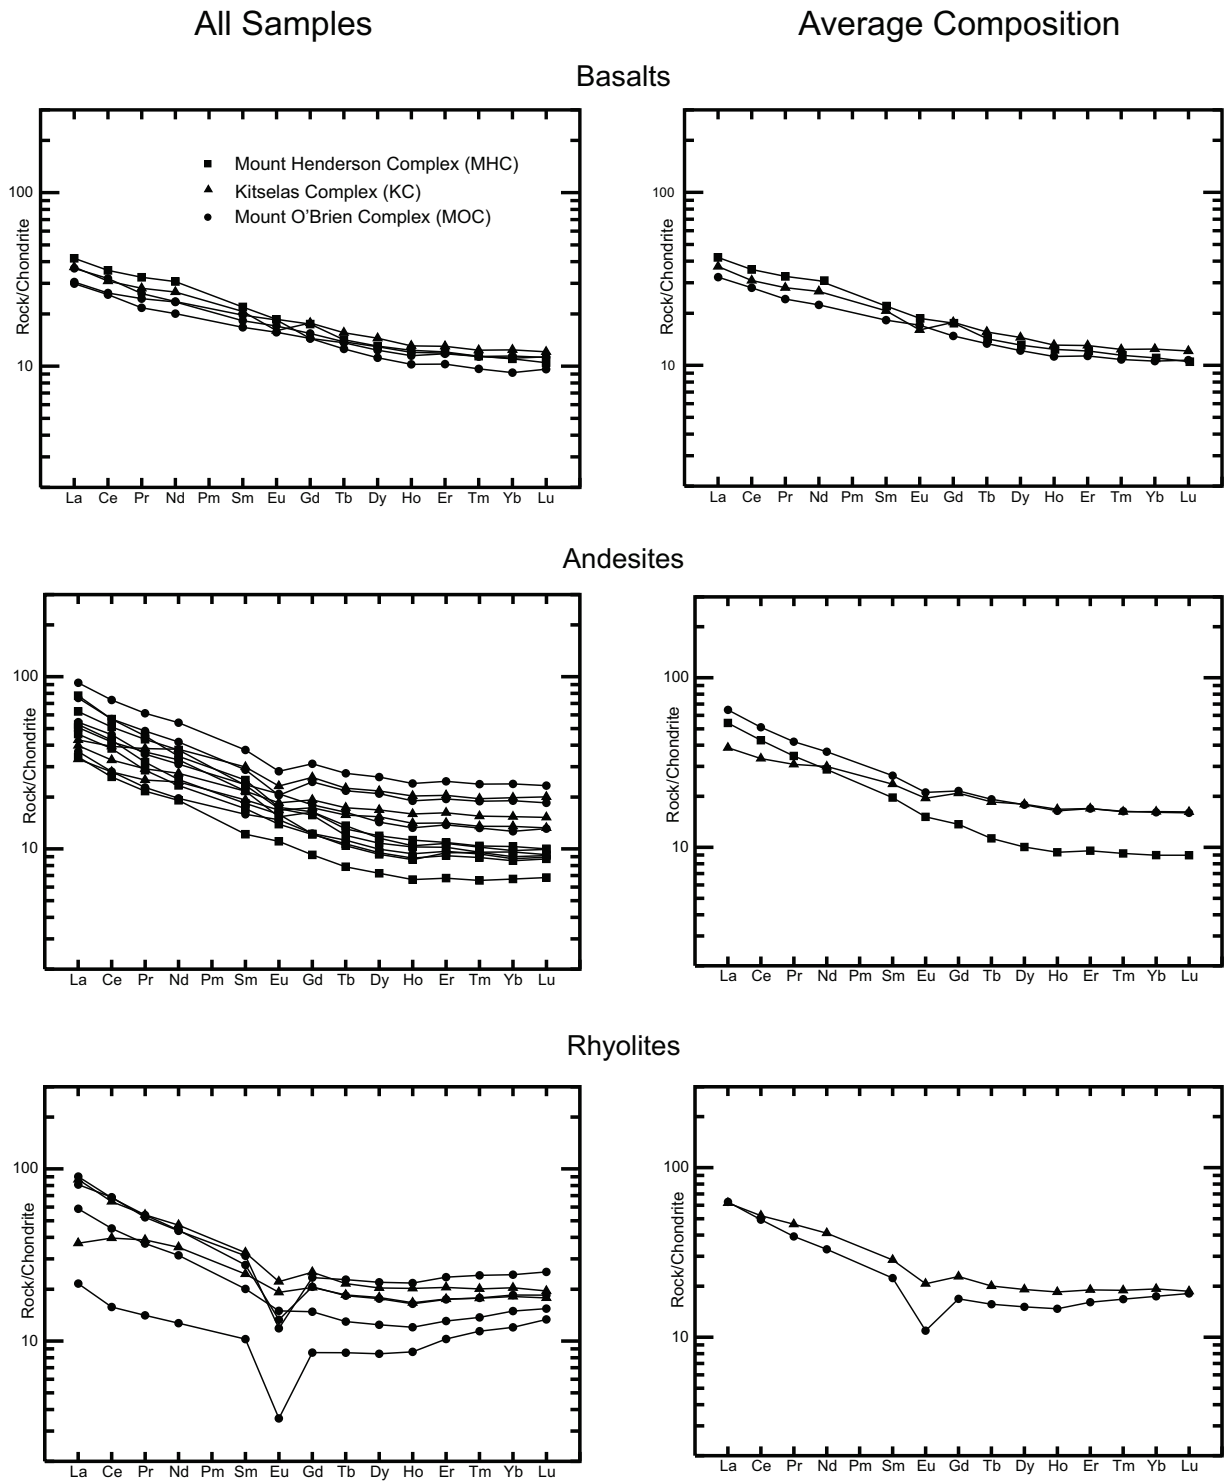 All Samples Average Composition
Basalts
Mount Henderson Complex (MHC)
Kitselas Complex (KC)
Mount O'Brien Complex (MOC)
Rock/Chondrite
100
10
La Ce Pr Nd Pm Sm Eu Gd Tb Dy Ho Er Tm Yb Lu
Rock/Chondrite
100
10
La Ce Pr Nd Pm Sm Eu Gd Tb Dy Ho Er Tm Yb Lu
Andesites
Rock/Chondrite
100
10
La Ce Pr Nd Pm Sm Eu Gd Tb Dy Ho Er Tm Yb Lu
Rock/Chondrite
100
10
La Ce Pr Nd Pm Sm Eu Gd Tb Dy Ho Er Tm Yb Lu
Rhyolites
Rock/Chondrite
100
10
La Ce Pr Nd Pm Sm Eu Gd Tb Dy Ho Er Tm Yb Lu
Rock/Chondrite
100
10
La Ce Pr Nd Pm Sm Eu Gd Tb Dy Ho Er Tm Yb Lu